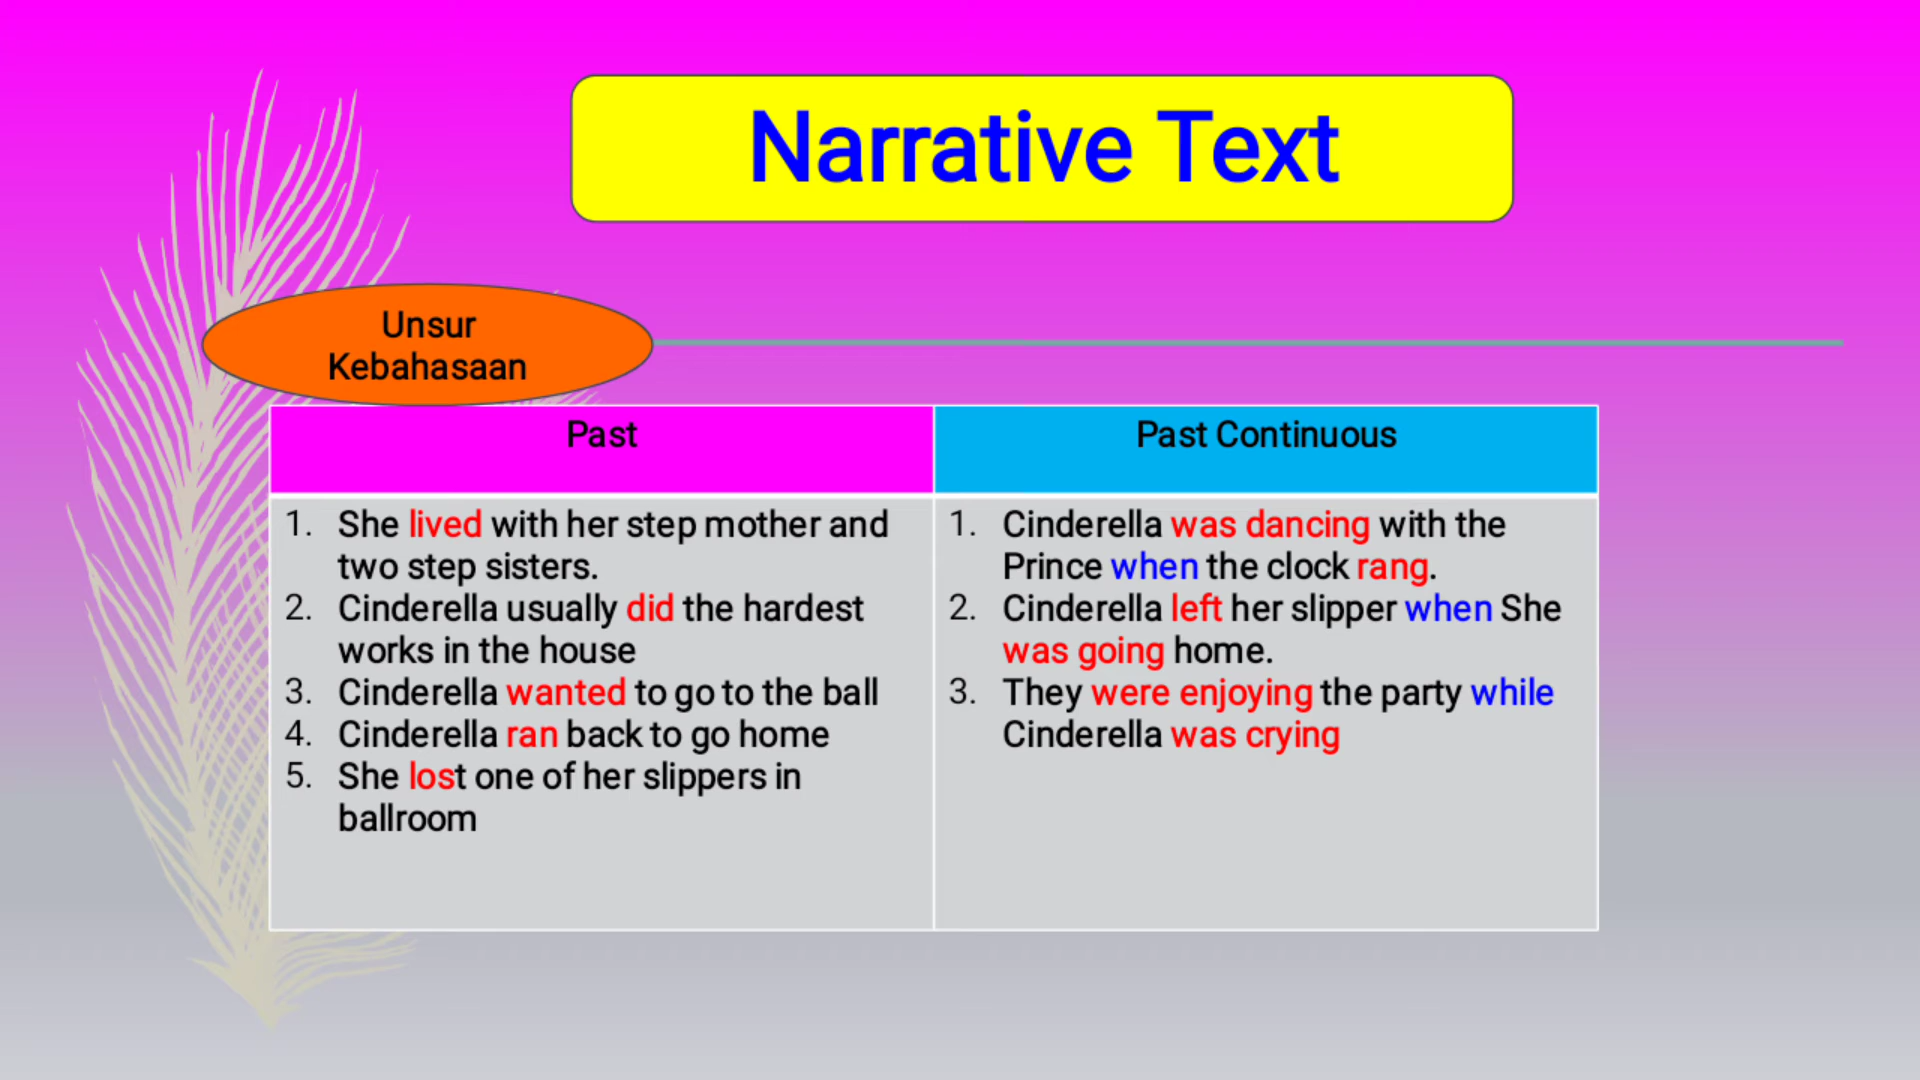 Narrative Text
Unsur
Kebahasaan
Past
1. She lived with her step mother and
two step sisters.
2. Cinderella usually did the hardest
works in the house
3. Cinderella wanted to go to the ball
4. Cinderella ran back to go home
5. She lost one of her slippers in
ballroom
Past Continuous
1. Cinderella was dancing with the
Prince when the clock rang.
2. Cinderella left her slipper when She
was going home.
3. They were enjoying the party while
Cinderella was crying